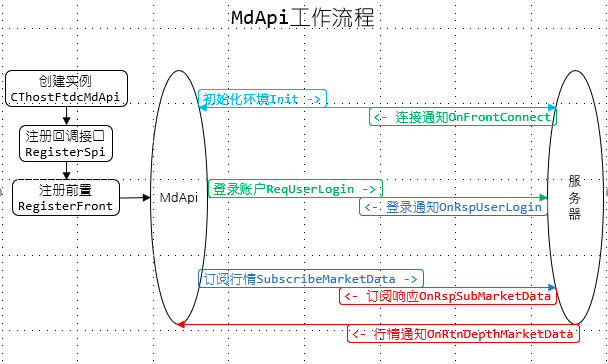 MdApi工作流程
创建实例
CThostFtdcMdApi
注册回调接口
RegisterSpi
注册前置
RegisterFront
MdApi
初始化环境Init ->
<- 连接通知OnFrontConnect
登录账户ReqUserLogin ->
<- 登录通知OnRspUserLogin
订阅行情SubscribeMarketData ->
<- 订阅响应OnRspSubMarketData
<- 行情通知OnRtnDepthMarketData
服
务
器